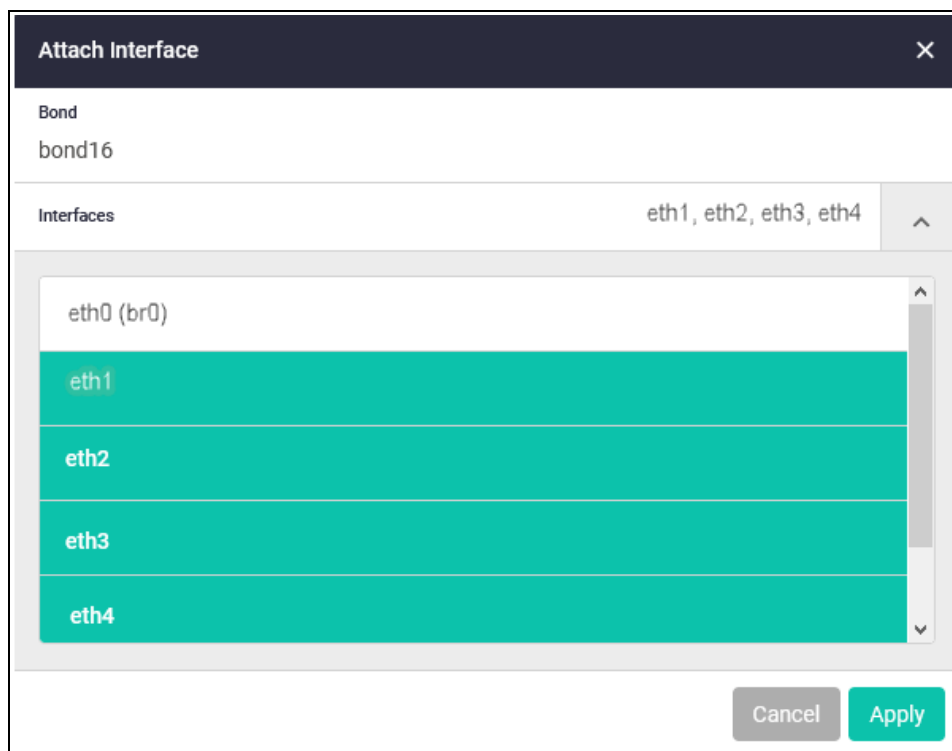 Attach Interface
Bond
bond16
Interfaces eth1, eth2, eth3, eth4
eth0 (br0)
eth1
eth2
eth3
eth4
Cancel Apply